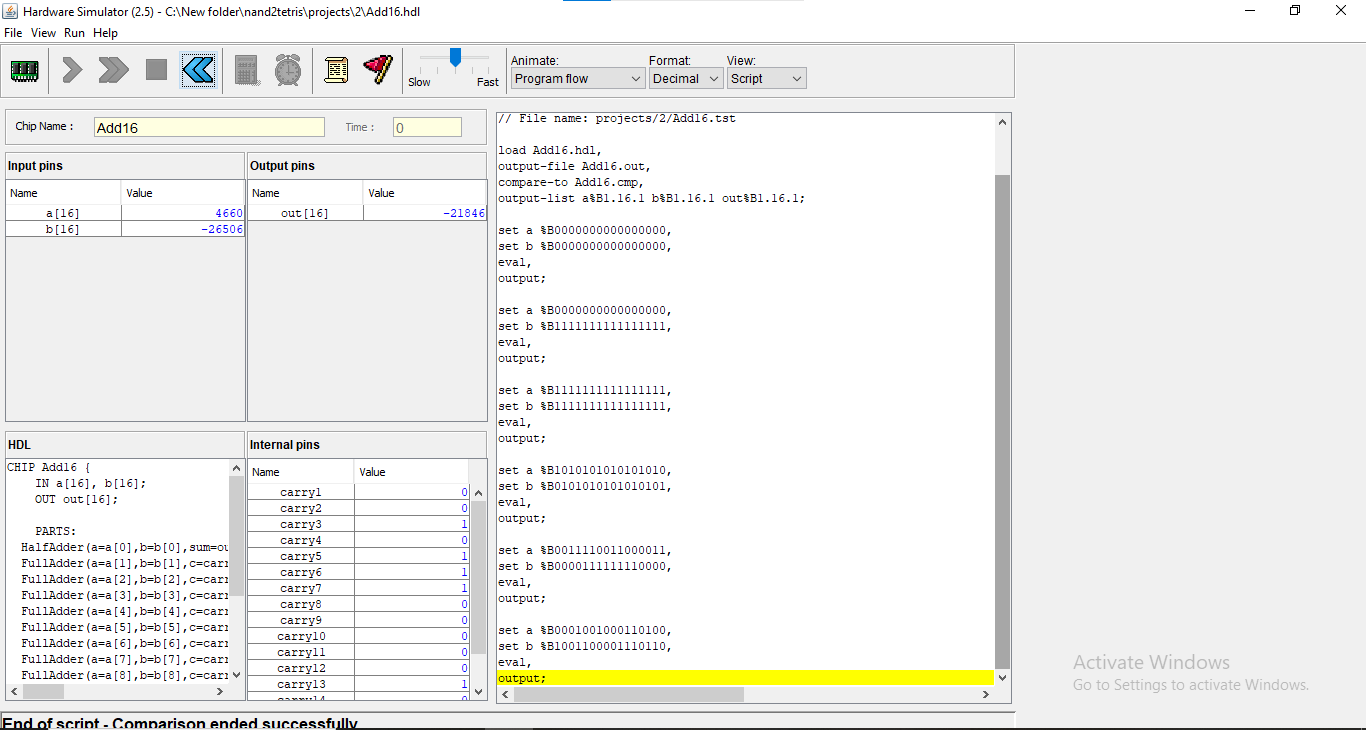 Hardware Simulator (2.5) - C:\New folder\nand2tetris\projects\2\Add16.hdl
File View Run Help
Slow Fast
Animate: Format: View:
Program flow Decimal Script
Chip Name : Add16 Time : 0
Input pins
Name Value
a[16] 4660
b[16] -26506
Output pins
Name Value
out[16] -21846
HDL
CHIP Add16 {
IN a[16], b[16];
OUT out[16];
PARTS:
HalfAdder(a=a[0],b=b[0],sum=ou
FullAdder(a=a[1],b=b[1],c=carr
FullAdder(a=a[2],b=b[2],c=carr
FullAdder(a=a[3],b=b[3],c=carr
FullAdder(a=a[4],b=b[4],c=carr
FullAdder(a=a[5],b=b[5],c=carr
FullAdder(a=a[6],b=b[6],c=carr
FullAdder(a=a[7],b=b[7],c=carr
FullAdder(a=a[8],b=b[8],c=carr
Internal pins
Name Value
carry1 0
carry2 0
carry3 1
carry4 0
carry5 1
carry6 1
carry7 1
carry8 0
carry9 0
carry10 0
carry11 0
carry12 0
carry13 1
carry14 0
// File name: projects/2/Add16.tst
load Add16.hdl,
output-file Add16.out,
compare-to Add16.cmp,
output-list a%B1.16.1 b%B1.16.1 out%B1.16.1;
set a %B0000000000000000,
set b %B0000000000000000,
eval,
output;
set a %B0000000000000000,
set b %B1111111111111111,
eval,
output;
set a %B1111111111111111,
set b %B1111111111111111,
eval,
output;
set a %B1010101010101010,
set b %B0101010101010101,
eval,
output;
set a %B0011110011000011,
set b %B0000111111110000,
eval,
output;
set a %B0001001000110100,
set b %B1001100001110110,
eval,
output;
End of script - Comparison ended successfully
Activate Windows
Go to Settings to activate Windows.